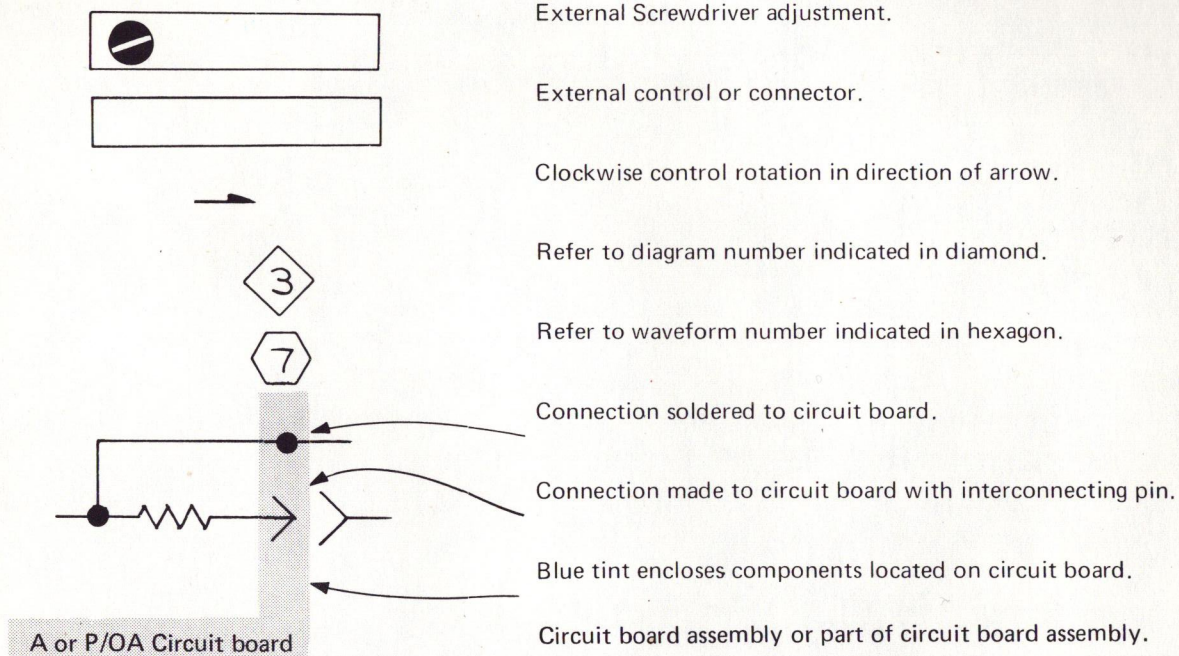 External Screwdriver adjustment.
External control or connector.
Clockwise control rotation in direction of arrow.
Refer to diagram number indicated in diamond.
3
Refer to waveform number indicated in hexagon.
7
Connection soldered to circuit board.
Connection made to circuit board with interconnecting pin.
Blue tint encloses components located on circuit board.
A or P/OA Circuit board
Circuit board assembly or part of circuit board assembly.